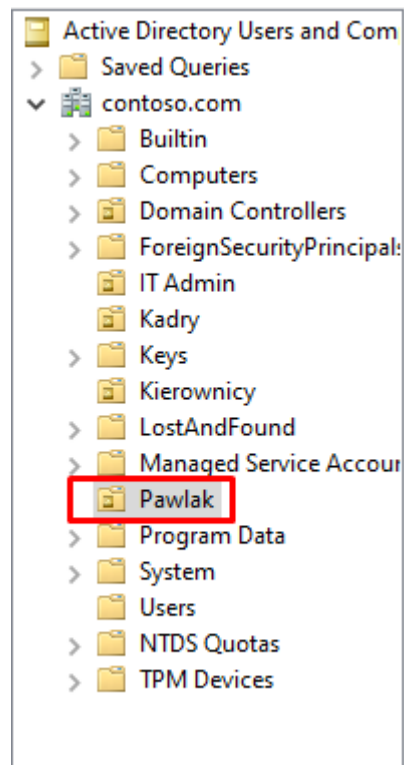 Active Directory Users and Com
Saved Queries
contoso.com
Builtin
Computers
Domain Controllers
ForeignSecurityPrincipals
IT Admin
Kadry
Keys
Kierownicy
LostAndFound
Managed Service Accour
Pawlak
Program Data
System
Users
NTDS Quotas
TPM Devices